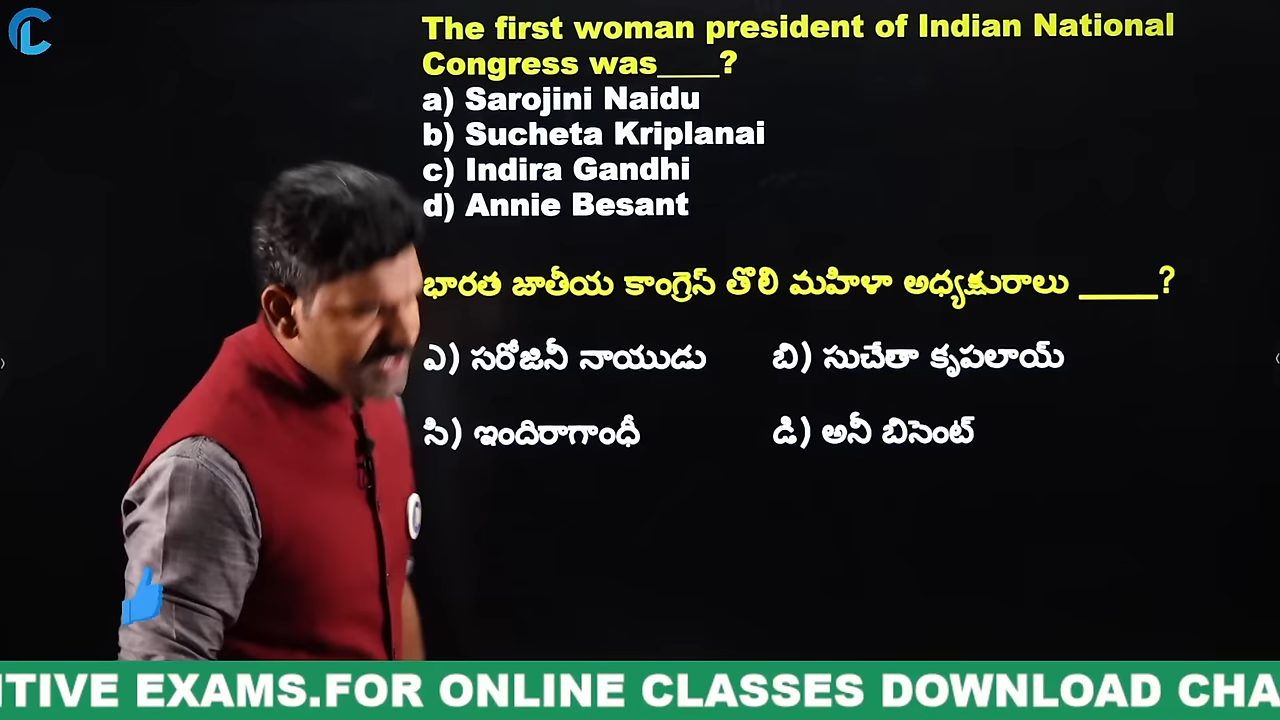 The first woman president of Indian National
Congress was____?
a) Sarojini Naidu
b) Sucheta Kriplanai
c) Indira Gandhi
d) Annie Besant
భారత జాతీయ కాంగ్రెస్ తొలి మహిళా అధ్యక్షురాలు _____?
ఎ) సరోజినీ నాయుడు బి) సుచేతా కృపలాయ్
సి) ఇందిరాగాంధీ డి) అనీ బిసెంట్
ITIVE EXAMS.FOR ONLINE CLASSES DOWNLOAD CHA